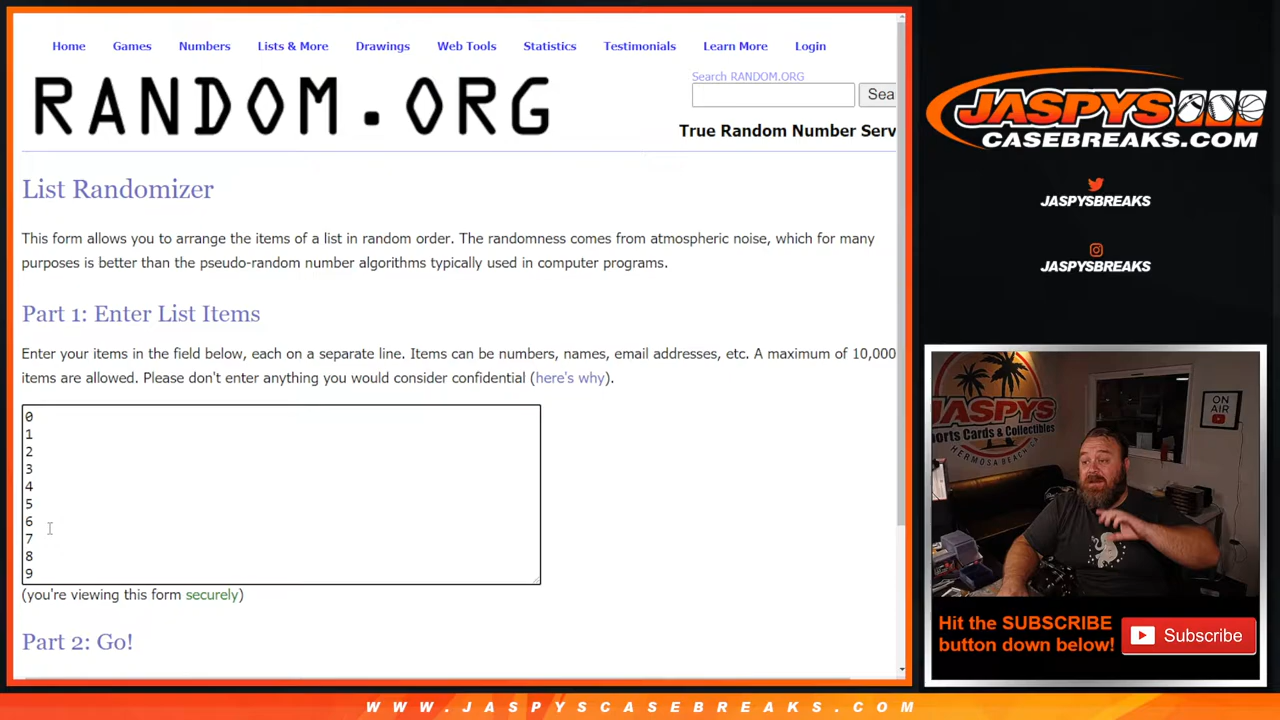 Home Games Numbers Lists & More Drawings Web Tools Statistics Testimonials Learn More Login
Search RANDOM.ORG
RANDOM.ORG
Sea
True Random Number Serv
List Randomizer
This form allows you to arrange the items of a list in random order. The randomness comes from atmospheric noise, which for many
purposes is better than the pseudo-random number algorithms typically used in computer programs.
Part 1: Enter List Items
Enter your items in the field below, each on a separate line. Items can be numbers, names, email addresses, etc. A maximum of 10,000
items are allowed. Please don't enter anything you would consider confidential (here's why).
0
1
2
3
4
5
6
7
8
9
(you're viewing this form securely)
Part 2: Go!
JASPYS
CASEBREAKS.COM
JASPYSBREAKS
JASPYSBREAKS
JASPYS
orts Cards & Collectibles
HERMOSA BEACH, CA
ON
AIR
Hit the SUBSCRIBE
button down below!
Subscribe
WWW.JASPYSCASEBREAKS.COM